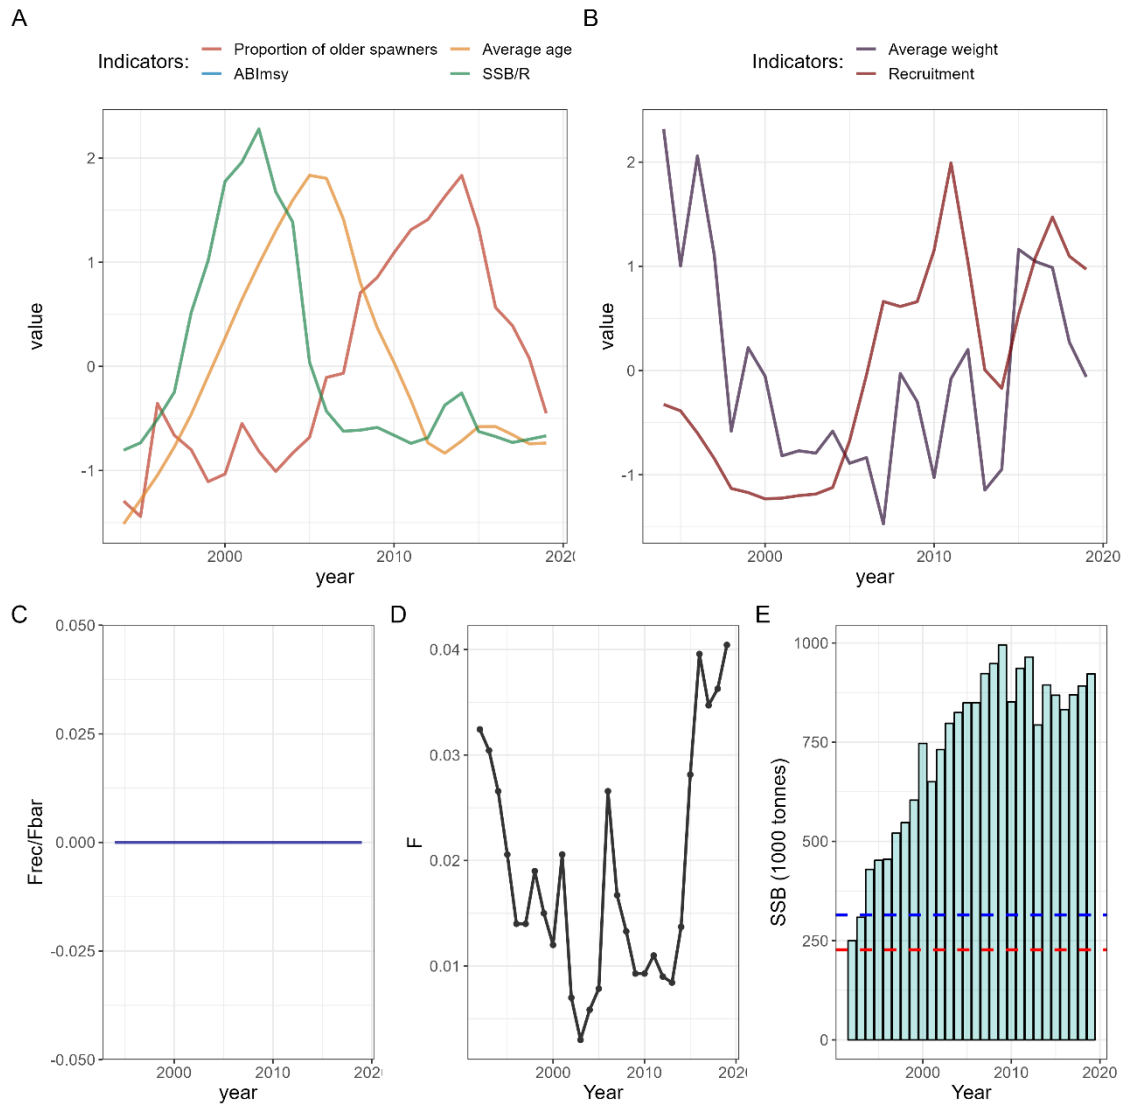 A
Indicators:
Proportion of older spawners
Average age
ABImsy
SSB/R
value
2
1
0
-1
2000
2010
2020
year
B
Indicators:
Average weight
Recruitment
value
2
1
0
-1
2000
2010
2020
year
C
Frec/Fbar
0.050
0.025
0.000
-0.025
-0.050
2000
2010
202
year
D
F
0.04
0.03
0.02
0.01
2000
2010
202
Year
E
SSB (1000 tonnes)
1000
750
500
250
0
2000
2010
2020
Year